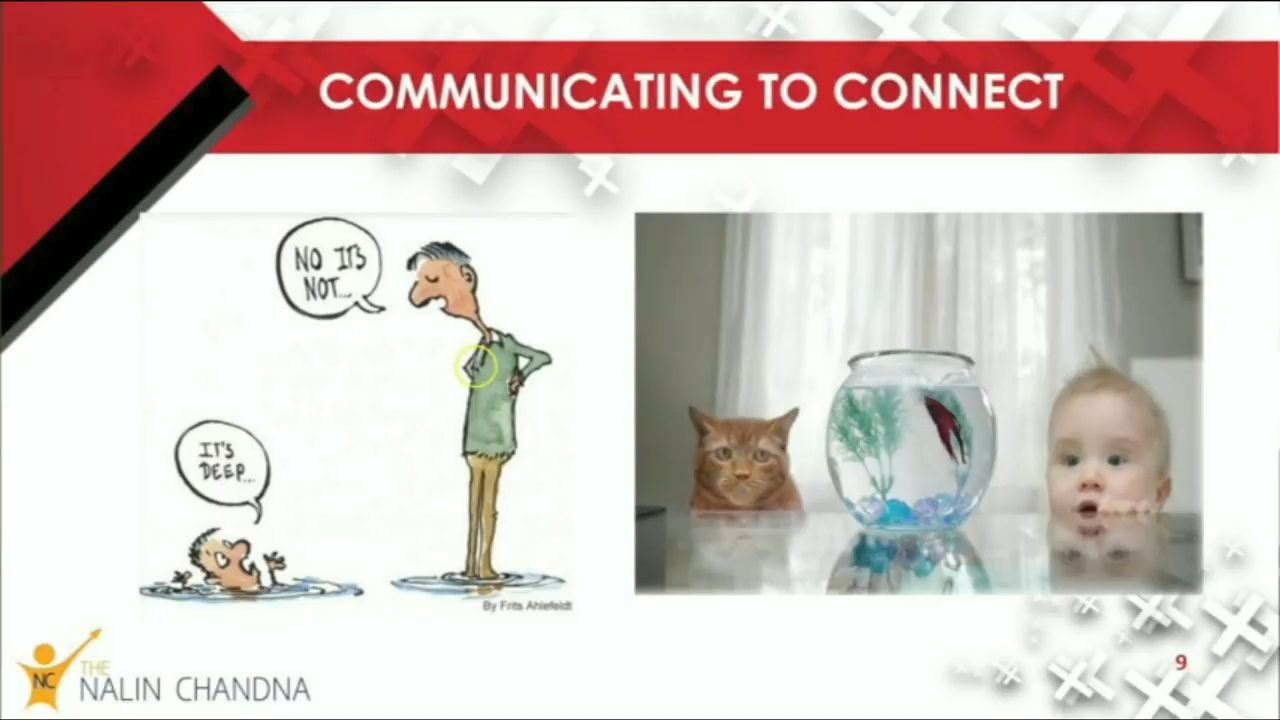 COMMUNICATING TO CONNECT
NO IT'S
NOT...
IT'S
DEEP...
By Frits Ahlefeldt
NC
THE
NALIN CHANDNA
9